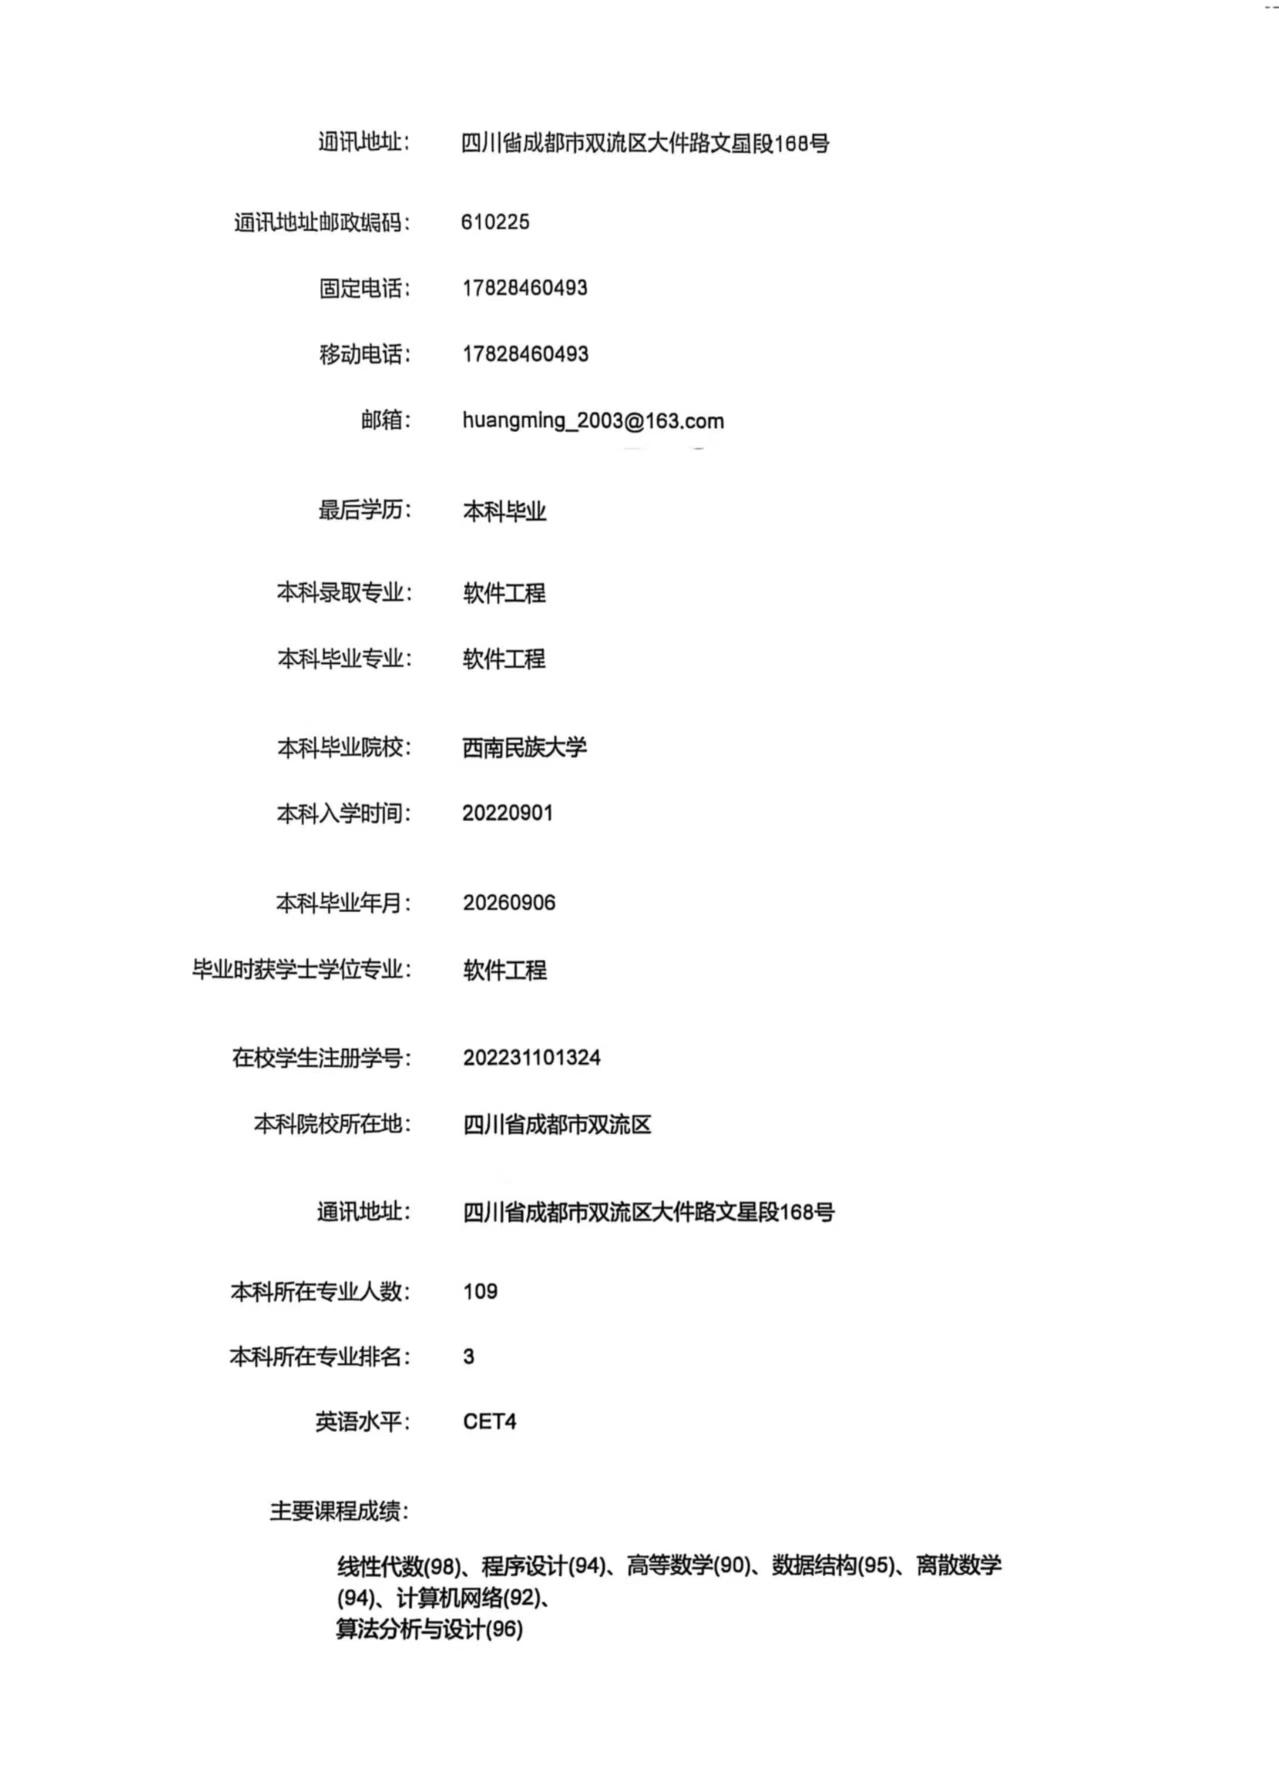 通讯地址： 四川省成都市双流区大件路文星段168号
通讯地址邮政编码： 610225
固定电话： 17828460493
移动电话： 17828460493
邮箱： huangming_2003@163.com
最后学历： 本科毕业
本科录取专业： 软件工程
本科毕业专业： 软件工程
本科毕业院校： 西南民族大学
本科入学时间： 20220901
本科毕业年月： 20260906
毕业时获学士学位专业： 软件工程
在校学生注册学号： 202231101324
本科院校所在地： 四川省成都市双流区
通讯地址： 四川省成都市双流区大件路文星段168号
本科所在专业人数： 109
本科所在专业排名： 3
英语水平： CET4
主要课程成绩：
线性代数(98)、程序设计(94)、高等数学(90)、数据结构(95)、离散数学
(94)、计算机网络(92)、
算法分析与设计(96)